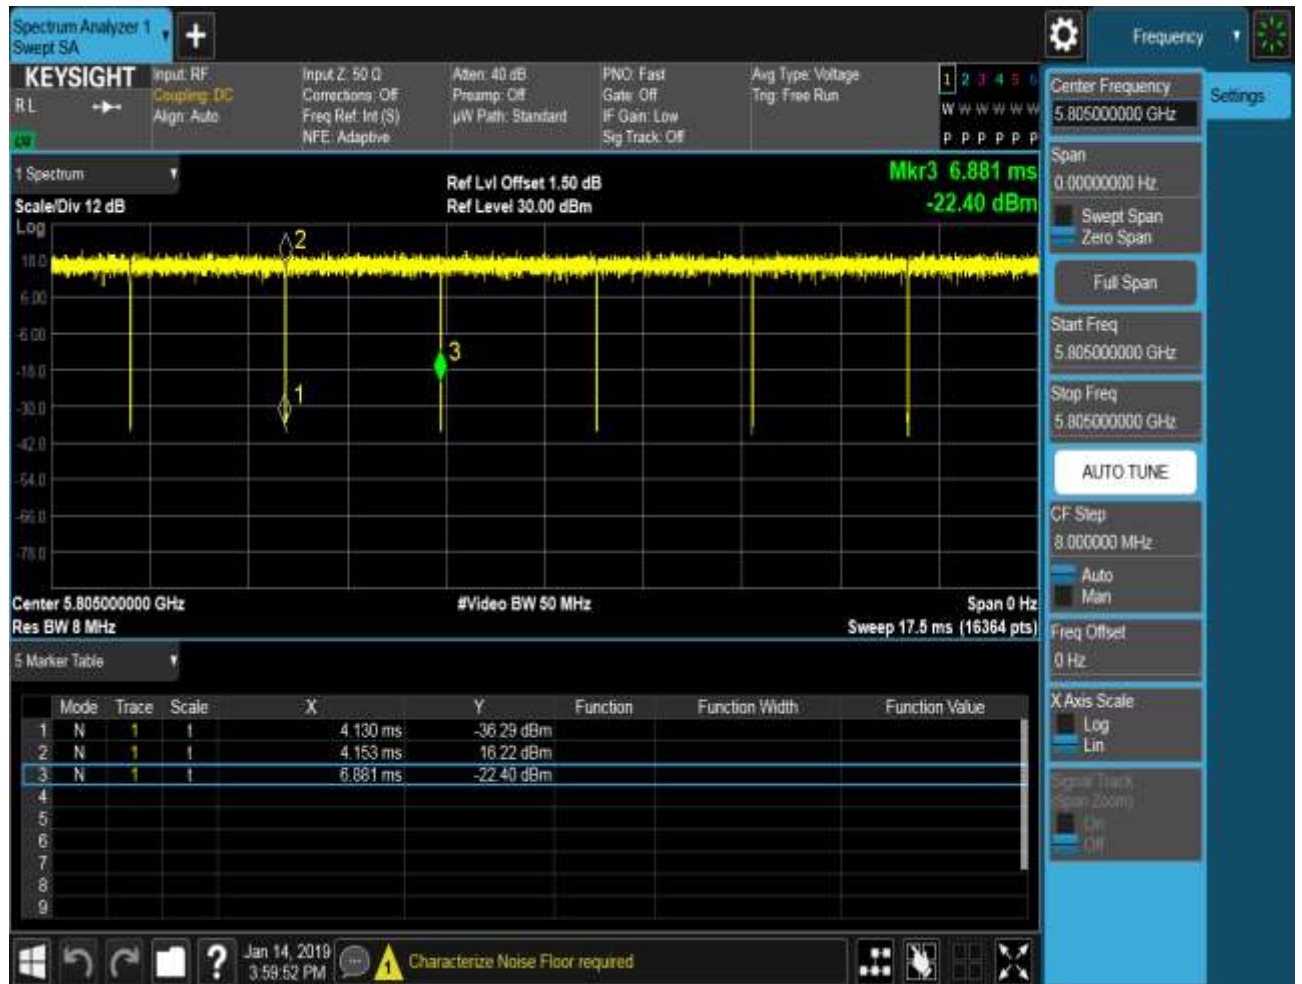 Spectrum Analyzer 1
Swept SA
+
Frequency
KEYSIGHT
RL
Input: RF
Coupling: DC
Align: Auto
Input Z: 50 Ω
Corrections: Off
Freq Ref: Int (S)
NFE: Adaptive
Atten: 40 dB
Preamp: Off
µW Path: Standard
PNO: Fast
Gate: Off
IF Gain: Low
Sig Track: Off
Avg Type: Voltage
Trig: Free Run
1 2 3 4 5 6
W W W W W W
P P P P P P
1 Spectrum
Scale/Div 12 dB
Ref Lvl Offset 1.50 dB
Ref Level 30.00 dBm
Mkr3 6.881 ms
-22.40 dBm
Log
18.0
6.00
-6.00
-18.0
-30.0
-42.0
-54.0
-66.0
-78.0
2
3
1
Center 5.805000000 GHz
#Video BW 50 MHz
Span 0 Hz
Res BW 8 MHz
Sweep 17.5 ms (16364 pts)
5 Marker Table
Mode Trace Scale X Y Function Function Width Function Value
1 N 1 t 4.130 ms -36.29 dBm
2 N 1 t 4.153 ms 16.22 dBm
3 N 1 t 6.881 ms -22.40 dBm
4
5
6
7
8
9
Jan 14, 2019
3:59:52 PM
?
1
Characterize Noise Floor required
Settings
Center Frequency
5.805000000 GHz
Span
0.00000000 Hz
Swept Span
Zero Span
Full Span
Start Freq
5.805000000 GHz
Stop Freq
5.805000000 GHz
AUTO TUNE
CF Step
8.000000 MHz
Auto
Man
Freq Offset
0 Hz
X Axis Scale
Log
Lin
Signal Track
(Span Zoom)
On
Off